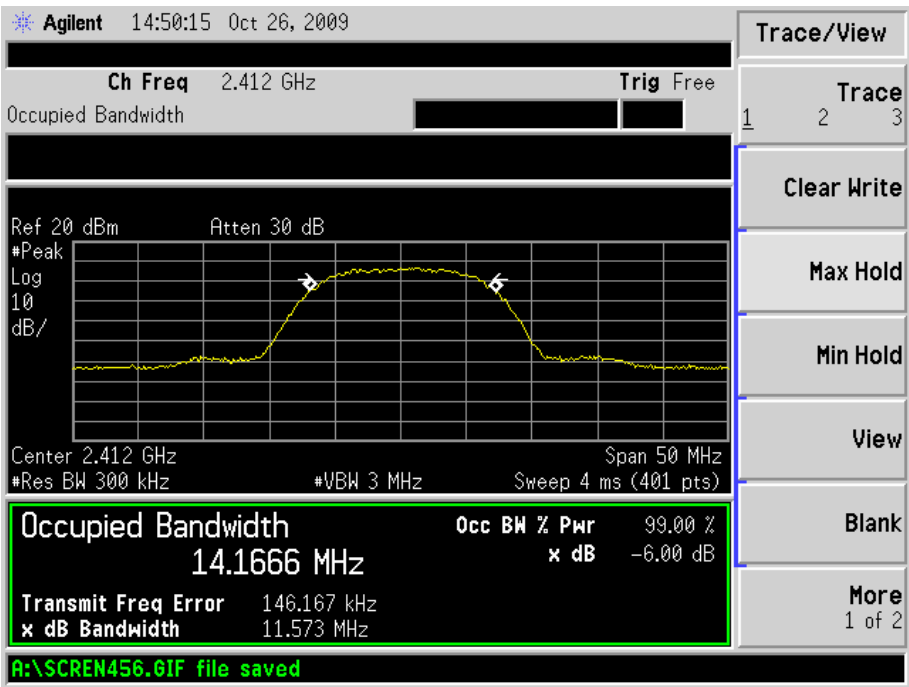 Agilent 14:50:15 Oct 26, 2009
Trace/View
Ch Freq 2.412 GHz Trig Free
Occupied Bandwidth
Trace
1 2 3
Clear Write
Max Hold
Min Hold
View
Blank
More
1 of 2
Ref 20 dBm Atten 30 dB
#Peak
Log
10
dB/
Center 2.412 GHz Span 50 MHz
#Res BW 300 kHz #VBW 3 MHz Sweep 4 ms (401 pts)
Occupied Bandwidth Occ BW % Pwr 99.00 %
14.1666 MHz x dB -6.00 dB
Transmit Freq Error 146.167 kHz
x dB Bandwidth 11.573 MHz
A:\SCREN456.GIF file saved